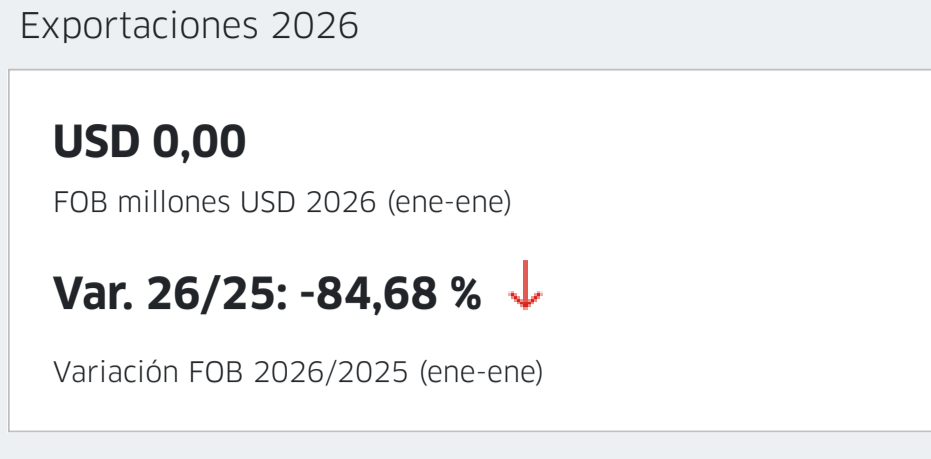 Exportaciones 2026
USD 0,00
FOB millones USD 2026 (ene-ene)
Var. 26/25: -84,68 %
Variación FOB 2026/2025 (ene-ene)